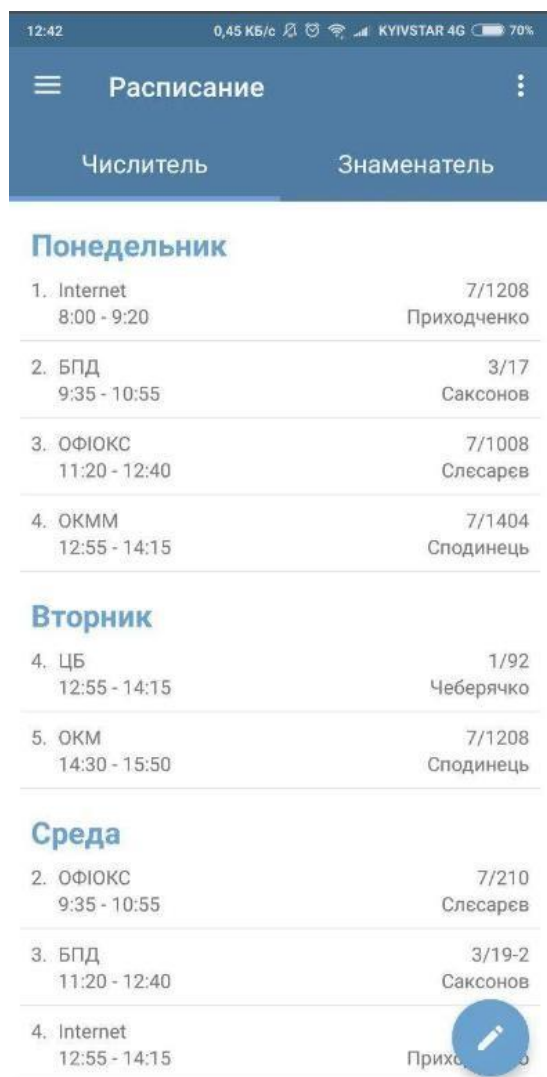 12:42 0,45 КБ/с KYIVSTAR 4G 70%
Расписание
Числитель Знаменатель
Понедельник
1. Internet 7/1208
8:00 - 9:20 Приходченко
2. БПД 3/17
9:35 - 10:55 Саксонов
3. ОФІОКС 7/1008
11:20 - 12:40 Слєсарєв
4. ОКММ 7/1404
12:55 - 14:15 Сподинець
Вторник
4. ЦБ 1/92
12:55 - 14:15 Чеберячко
5. ОКМ 7/1208
14:30 - 15:50 Сподинець
Среда
2. ОФІОКС 7/210
9:35 - 10:55 Слєсарєв
3. БПД 3/19-2
11:20 - 12:40 Саксонов
4. Internet
12:55 - 14:15